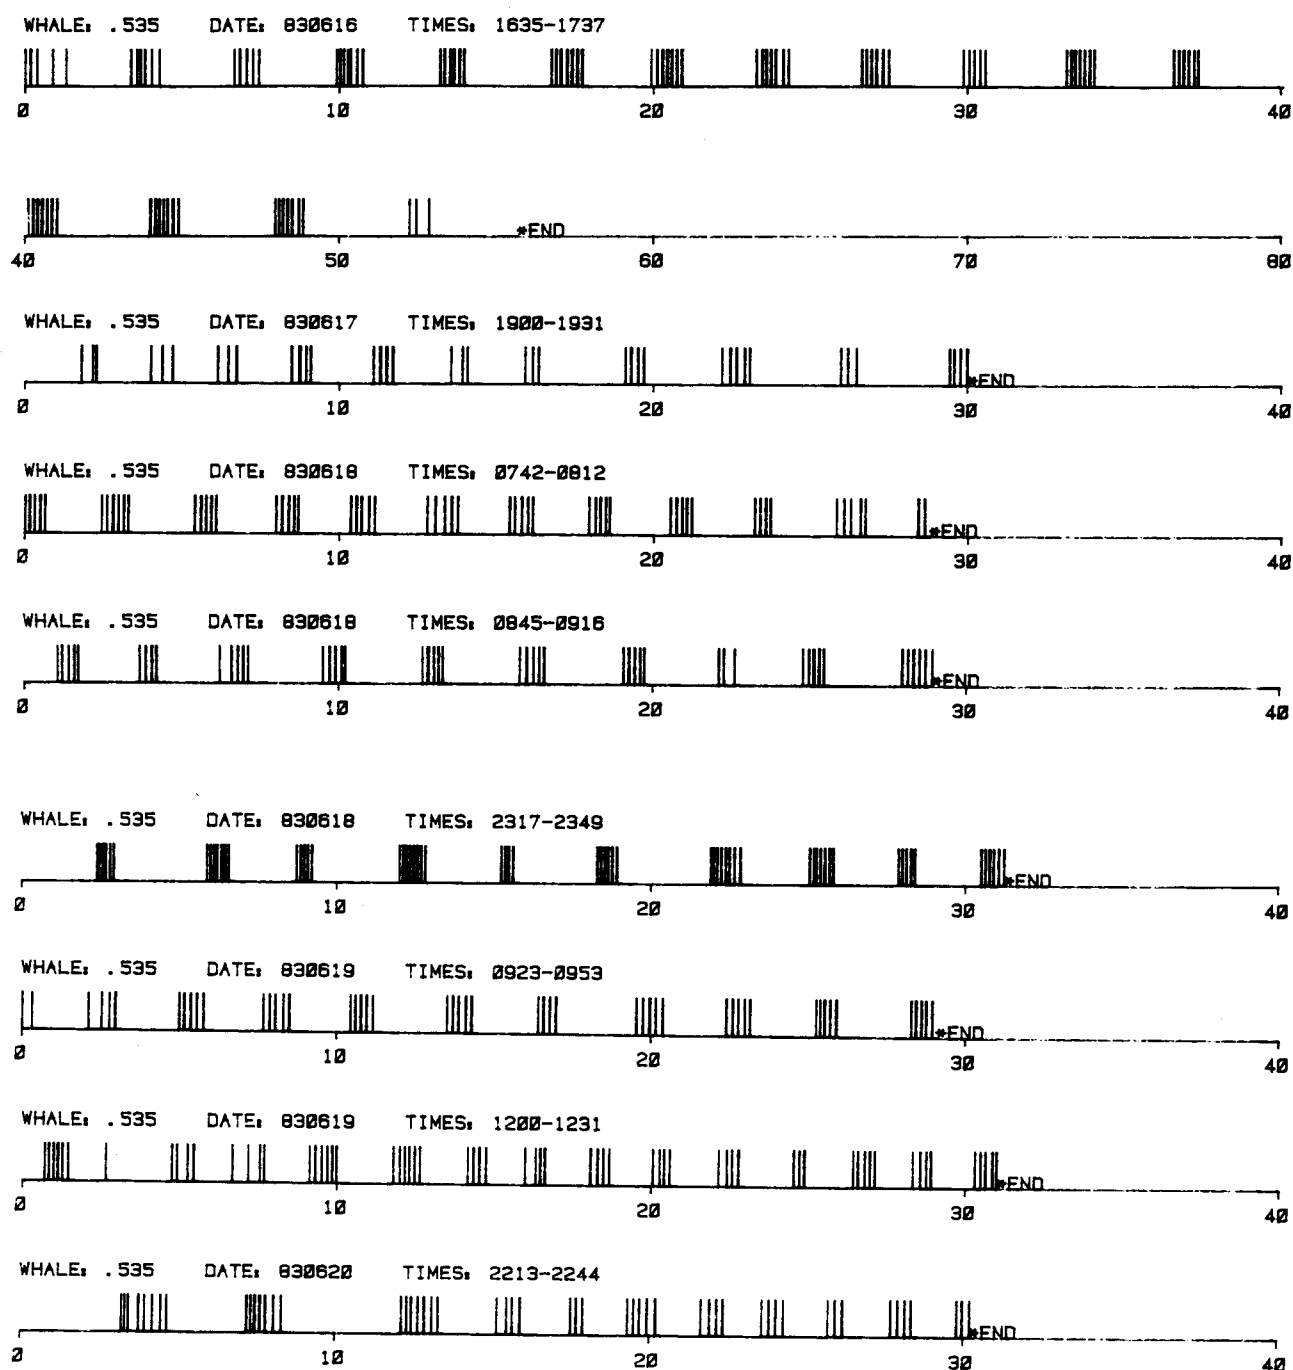 WHALE: .535 DATE: 830616 TIMES: 1635-1737
0 10 20 30 40
*END
40 50 60 70 80
WHALE: .535 DATE: 830617 TIMES: 1900-1931
*END
0 10 20 30 40
WHALE: .535 DATE: 830618 TIMES: 0742-0812
*END
0 10 20 30 40
WHALE: .535 DATE: 830618 TIMES: 0845-0916
*END
0 10 20 30 40
WHALE: .535 DATE: 830618 TIMES: 2317-2349
*END
0 10 20 30 40
WHALE: .535 DATE: 830619 TIMES: 0923-0953
*END
0 10 20 30 40
WHALE: .535 DATE: 830619 TIMES: 1200-1231
*END
0 10 20 30 40
WHALE: .535 DATE: 830620 TIMES: 2213-2244
*END
0 10 20 30 40